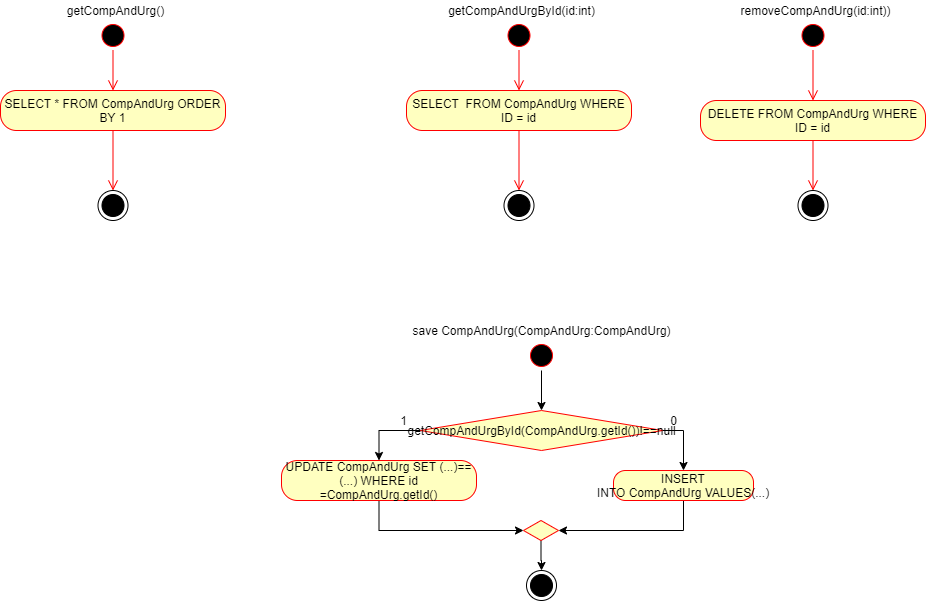 getCompAndUrg()
getCompAndUrgById(id:int)
removeCompAndUrg(id:int))
SELECT * FROM CompAndUrg ORDER
BY 1
SELECT  FROM CompAndUrg WHERE
ID = id
DELETE FROM CompAndUrg WHERE
ID = id
save CompAndUrg(CompAndUrg:CompAndUrg)
1
0
getCompAndUrgById(CompAndUrg.getId())!==null
UPDATE CompAndUrg SET (...)==
(...) WHERE id
=CompAndUrg.getId()
INSERT
INTO CompAndUrg VALUES(...)